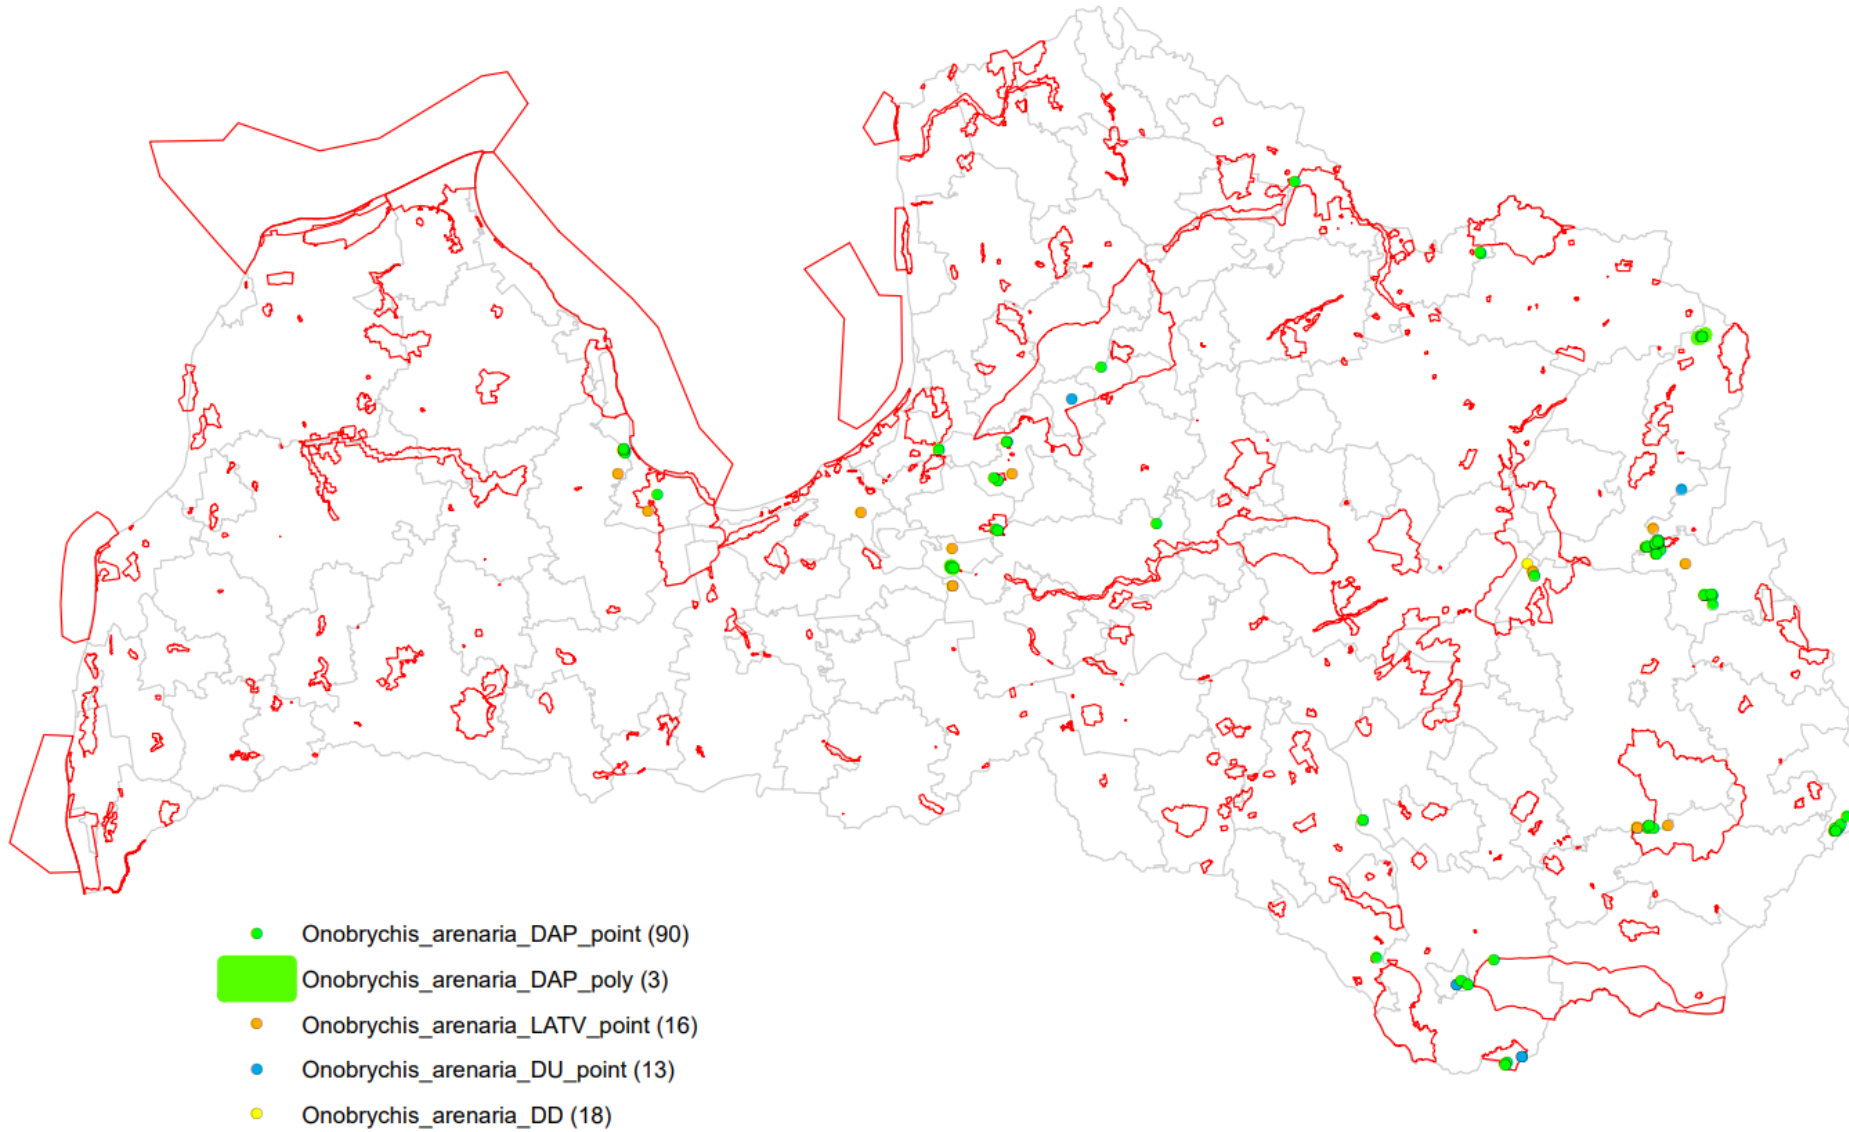 Onobrychis_arenaria_DAP_point (90)
Onobrychis_arenaria_DAP_poly (3)
Onobrychis_arenaria_LATV_point (16)
Onobrychis_arenaria_DU_point (13)
Onobrychis_arenaria_DD (18)